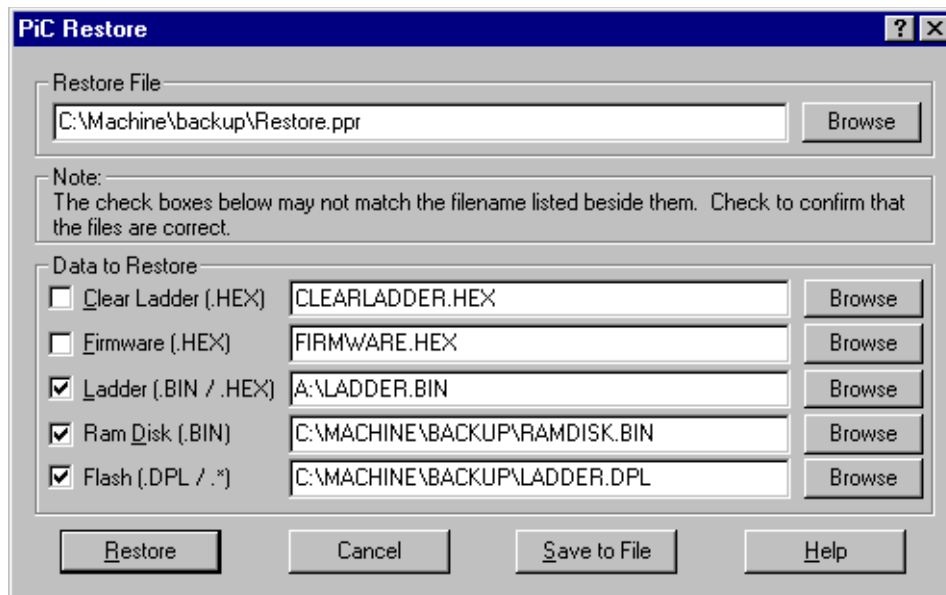 PiC Restore
Restore File
C:\Machine\backup\Restore.ppr Browse
Note:
The check boxes below may not match the filename listed beside them. Check to confirm that
the files are correct.
Data to Restore
Clear Ladder (.HEX) CLEARLADDER.HEX Browse
Firmware (.HEX) FIRMWARE.HEX Browse
Ladder (.BIN / .HEX) A:\LADDER.BIN Browse
Ram Disk (.BIN) C:\MACHINE\BACKUP\RAMDISK.BIN Browse
Flash (.DPL / .*) C:\MACHINE\BACKUP\LADDER.DPL Browse
Restore Cancel Save to File Help